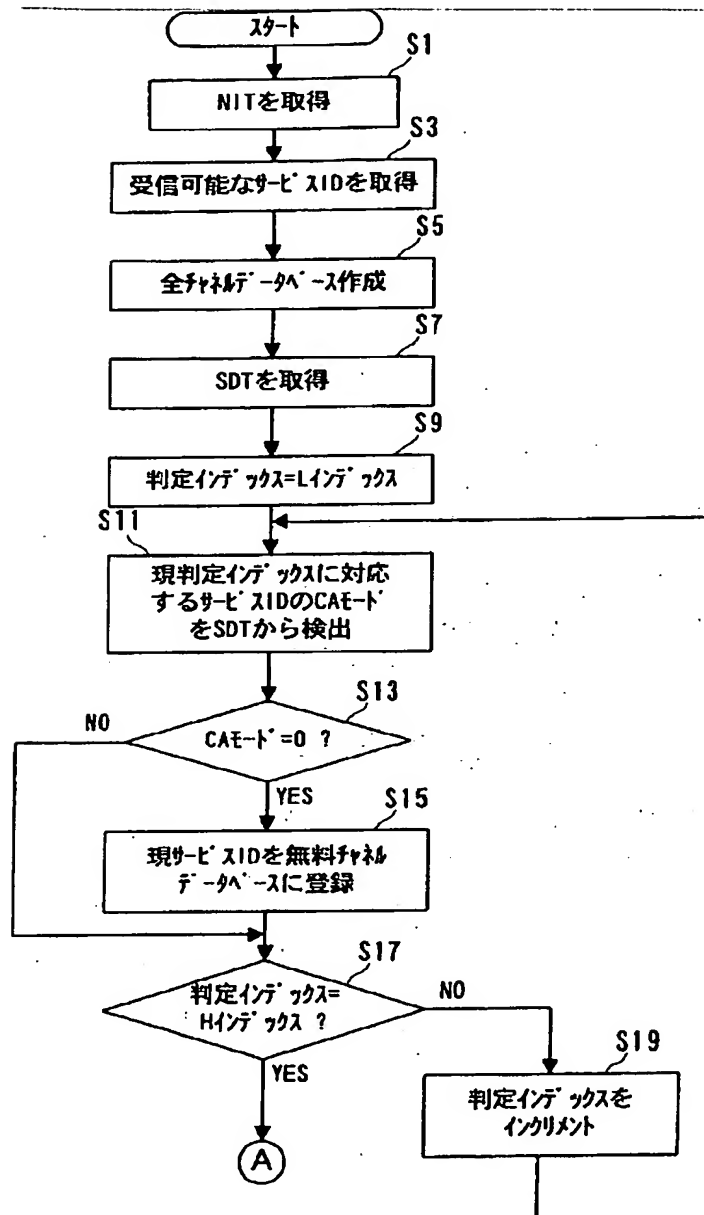 スタート
S1
NITを取得
S3
受信可能なサービスIDを取得
S5
全チャネルデータベース作成
S7
SDTを取得
S9
判定インデックス=Lインデックス
S11
現判定インデックスに対応
するサービスIDのCAモード
をSDTから検出
S13
NO
CAモード=0 ?
YES
S15
現サービスIDを無料チャネル
データベースに登録
S17
判定インデックス=
Hインデックス ?
NO
YES
S19
判定インデックスを
インクリメント
A